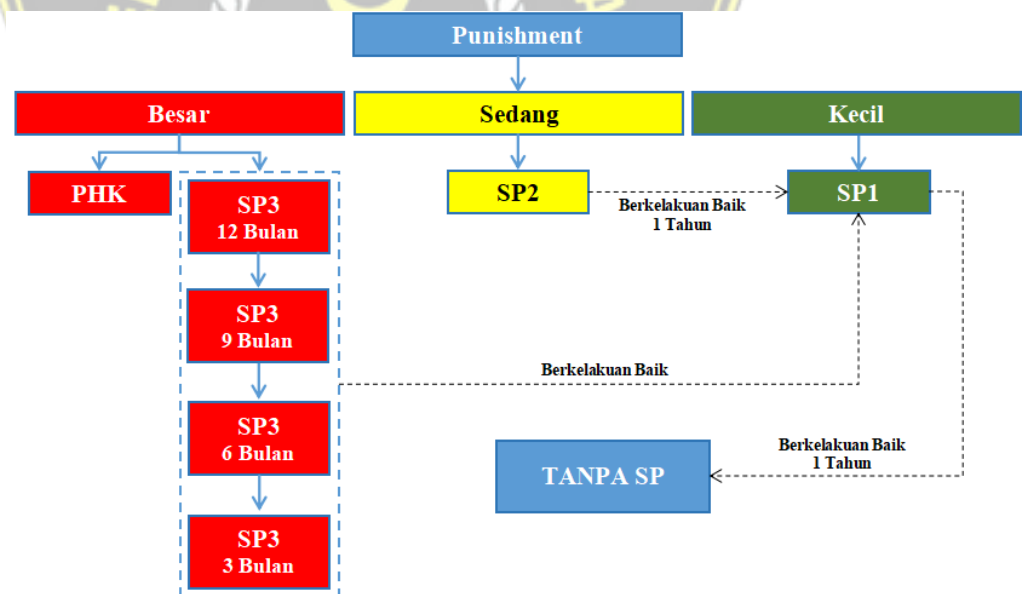 Punishment
Besar
Sedang
Kecil
PHK
SP3
12 Bulan
SP2
Berkelakuan Baik
1 Tahun
SP1
SP3
9 Bulan
Berkelakuan Baik
SP3
6 Bulan
TANPA SP
Berkelakuan Baik
1 Tahun
SP3
3 Bulan